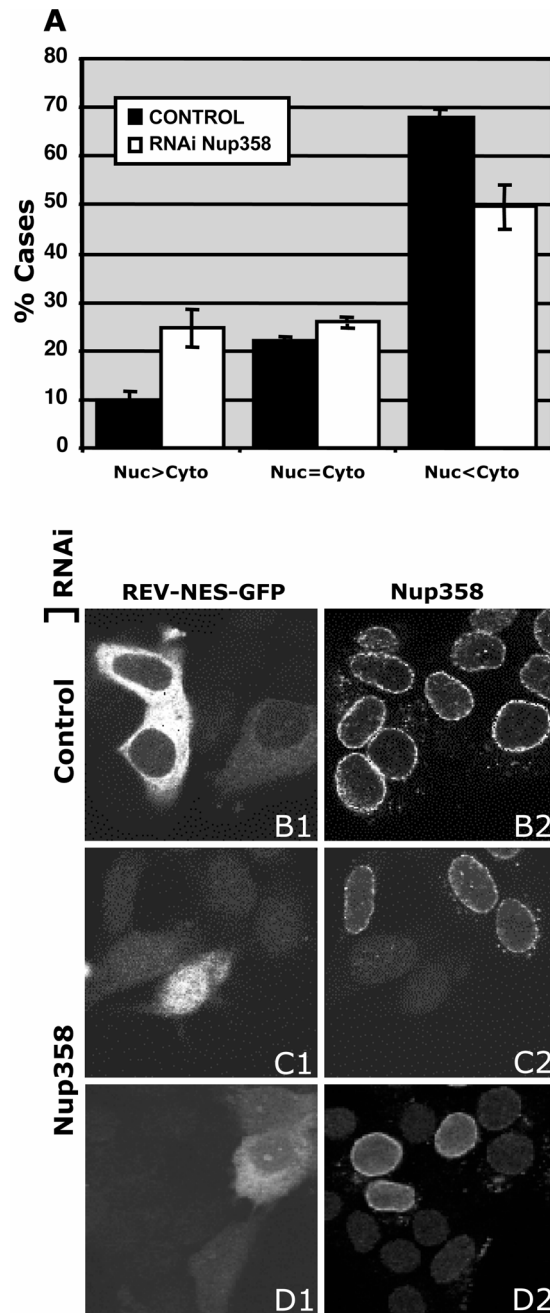 A
80
70
60
50
40
30
20
10
0
% Cases
CONTROL
RNAi Nup358
Nuc>Cyto
Nuc=Cyto
Nuc<Cyto
RNAi
REV-NES-GFP
Nup358
Control
B1
B2
Nup358
C1
C2
D1
D2